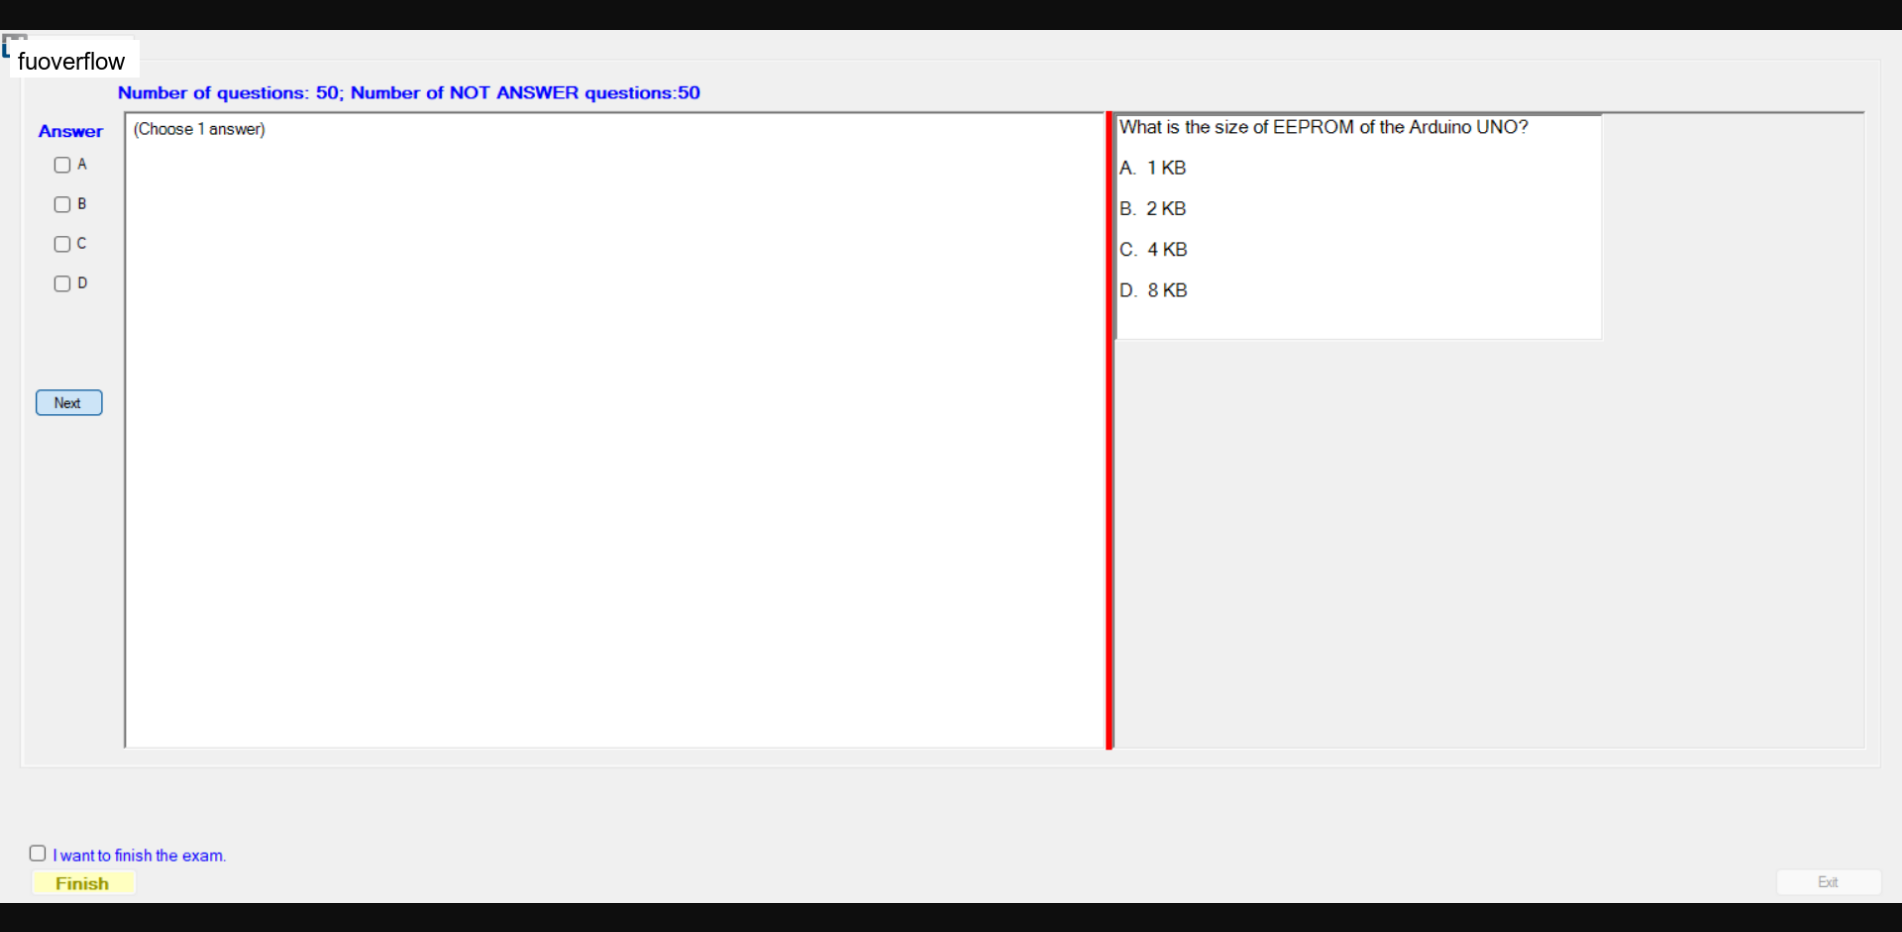 fuoverflow
Number of questions: 50; Number of NOT ANSWER questions:50
Answer
A
B
C
D
Next
(Choose 1 answer)
What is the size of EEPROM of the Arduino UNO?
A. 1 KB
B. 2 KB
C. 4 KB
D. 8 KB
I want to finish the exam.
Finish
Exit